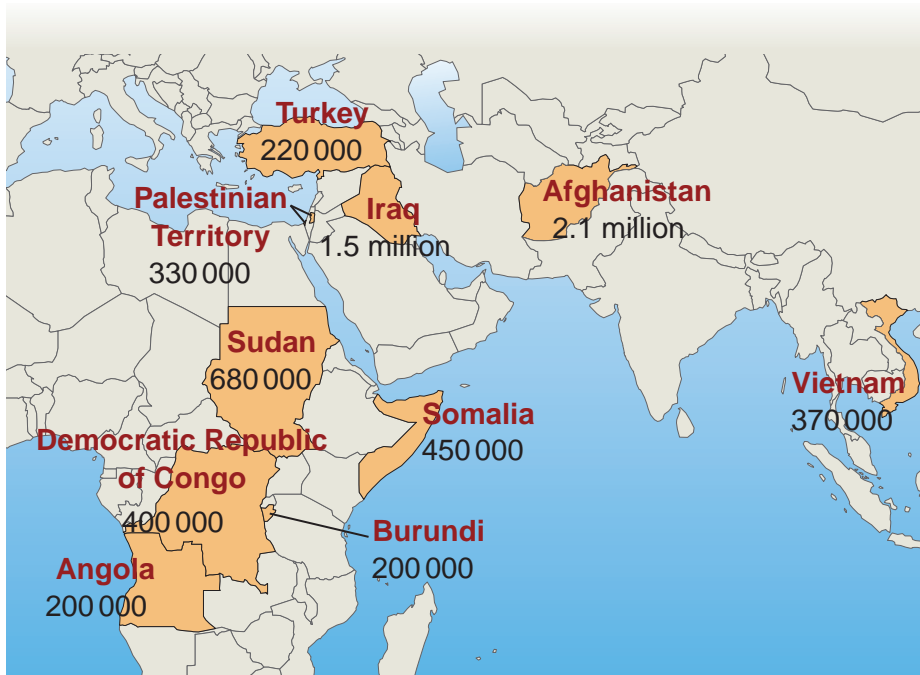 Turkey
220 000
Palestinian
Territory
330 000
Iraq
1.5 million
Afghanistan
2.1 million
Sudan
680 000
Somalia
450 000
Vietnam
370 000
Democratic Republic
of Congo
400 000
Burundi
200 000
Angola
200 000